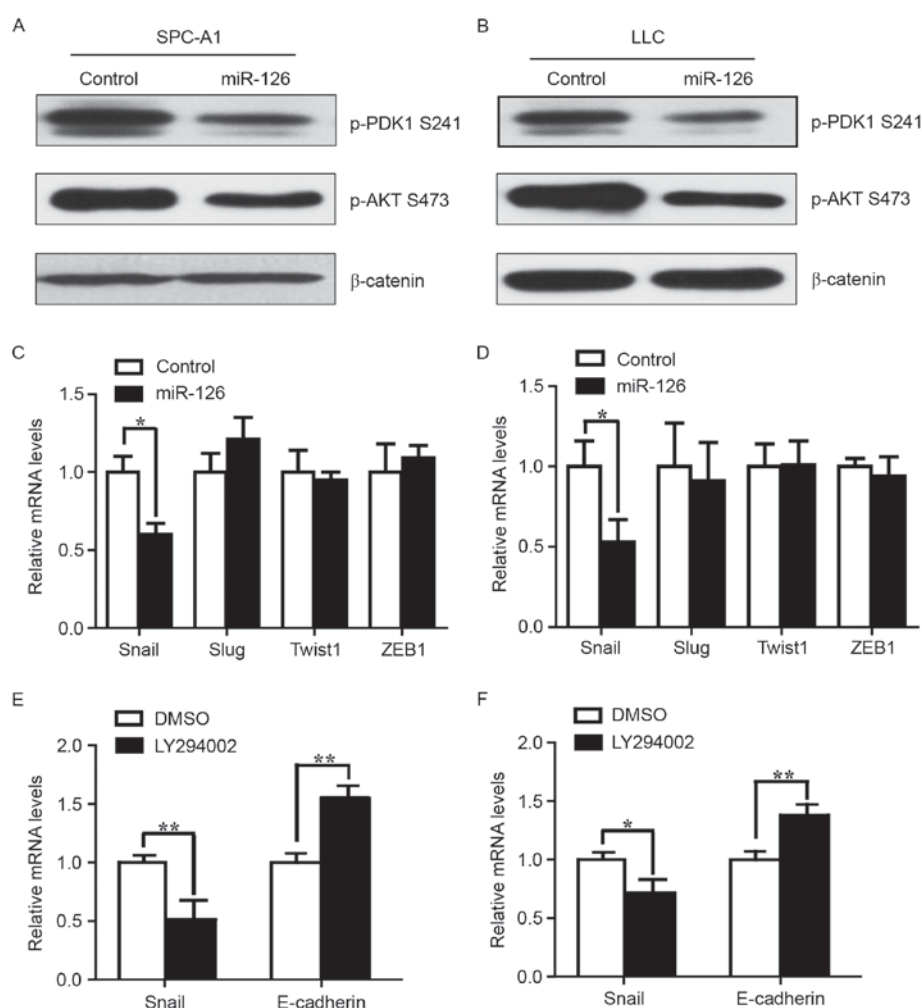 A
SPC-A1
Control miR-126
p-PDK1 S241
p-AKT S473
β-catenin
B
LLC
Control miR-126
p-PDK1 S241
p-AKT S473
β-catenin
C
Control
miR-126
Relative mRNA levels
1.5
1.0
0.5
0.0
*
Snail Slug Twist1 ZEB1
D
Control
miR-126
Relative mRNA levels
1.5
1.0
0.5
0.0
*
Snail Slug Twist1 ZEB1
E
DMSO
LY294002
Relative mRNA levels
2.0
1.5
1.0
0.5
0.0
**
**
Snail E-cadherin
F
DMSO
LY294002
Relative mRNA levels
2.0
1.5
1.0
0.5
0.0
*
**
Snail E-cadherin